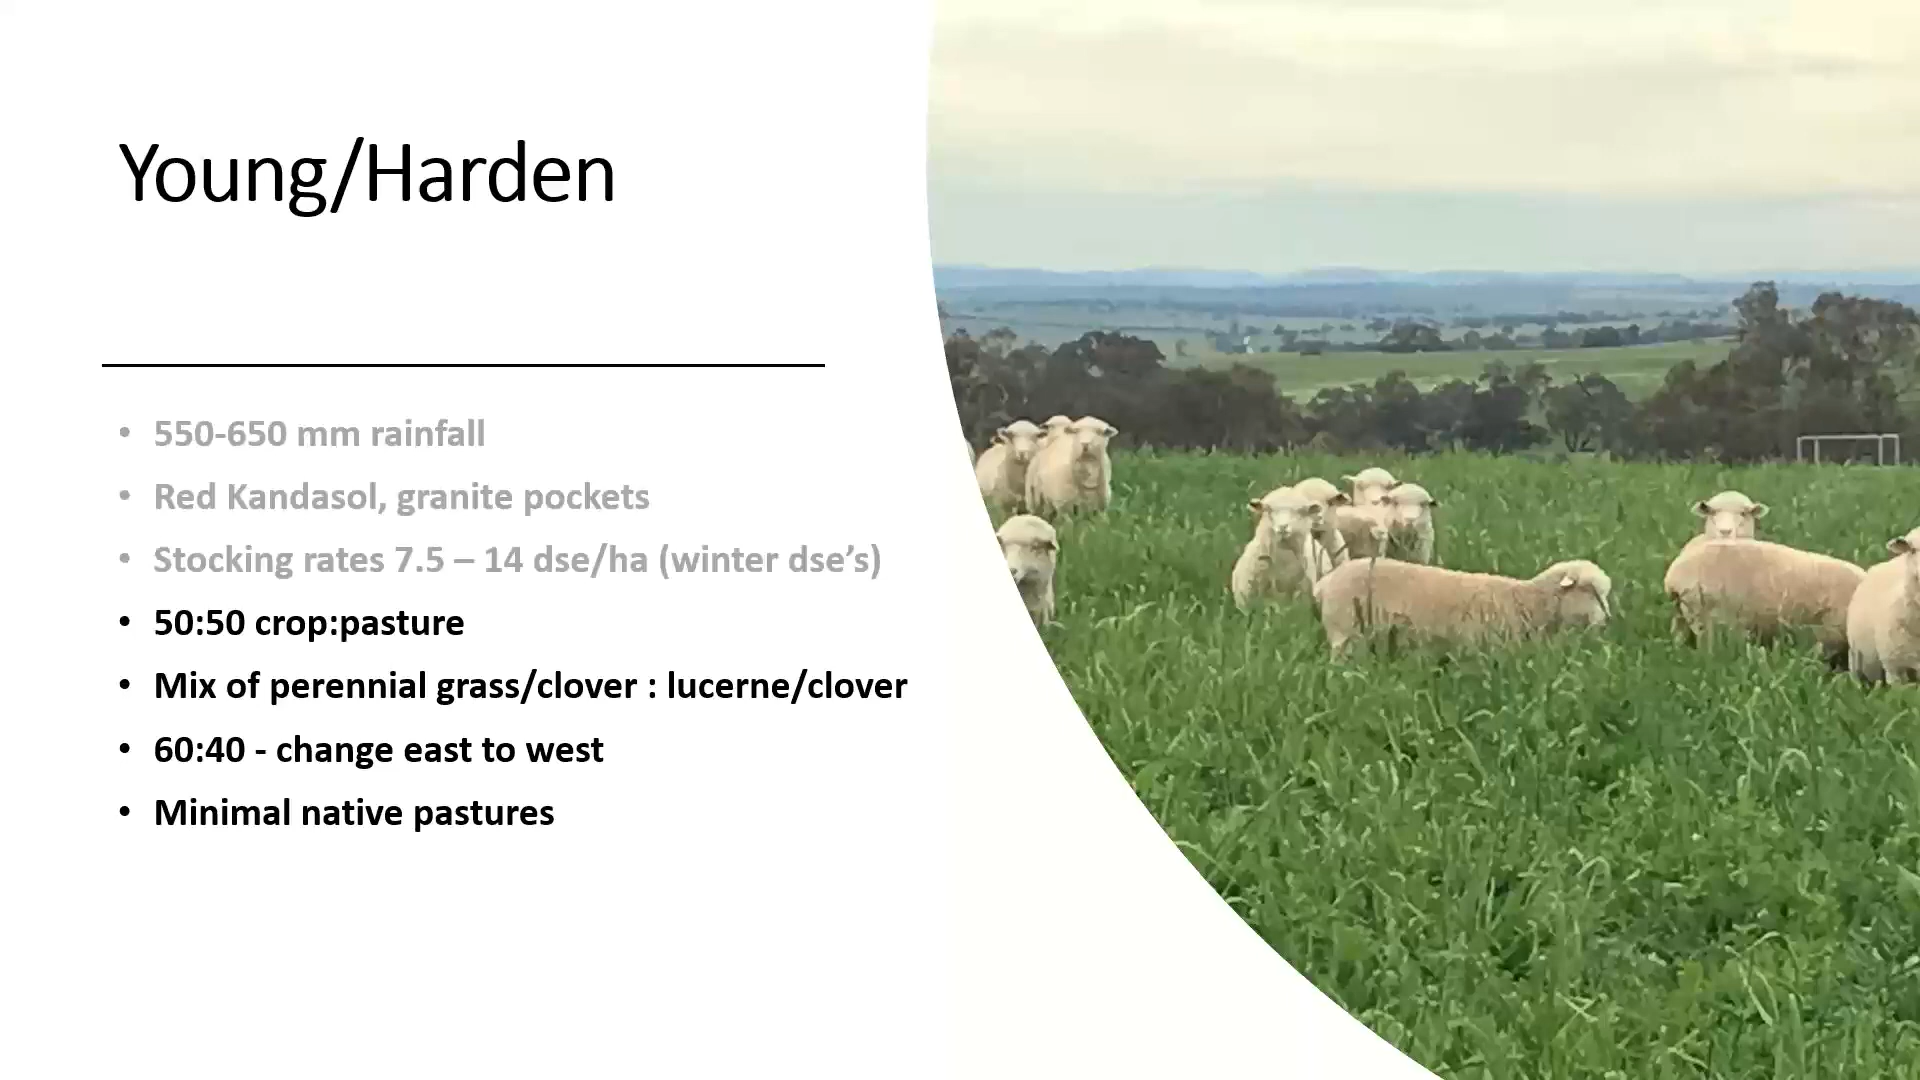 Young/Harden
• 550-650 mm rainfall
• Red Kandasol, granite pockets
• Stocking rates 7.5 – 14 dse/ha (winter dse’s)
• 50:50 crop:pasture
• Mix of perennial grass/clover : lucerne/clover
• 60:40 - change east to west
• Minimal native pastures